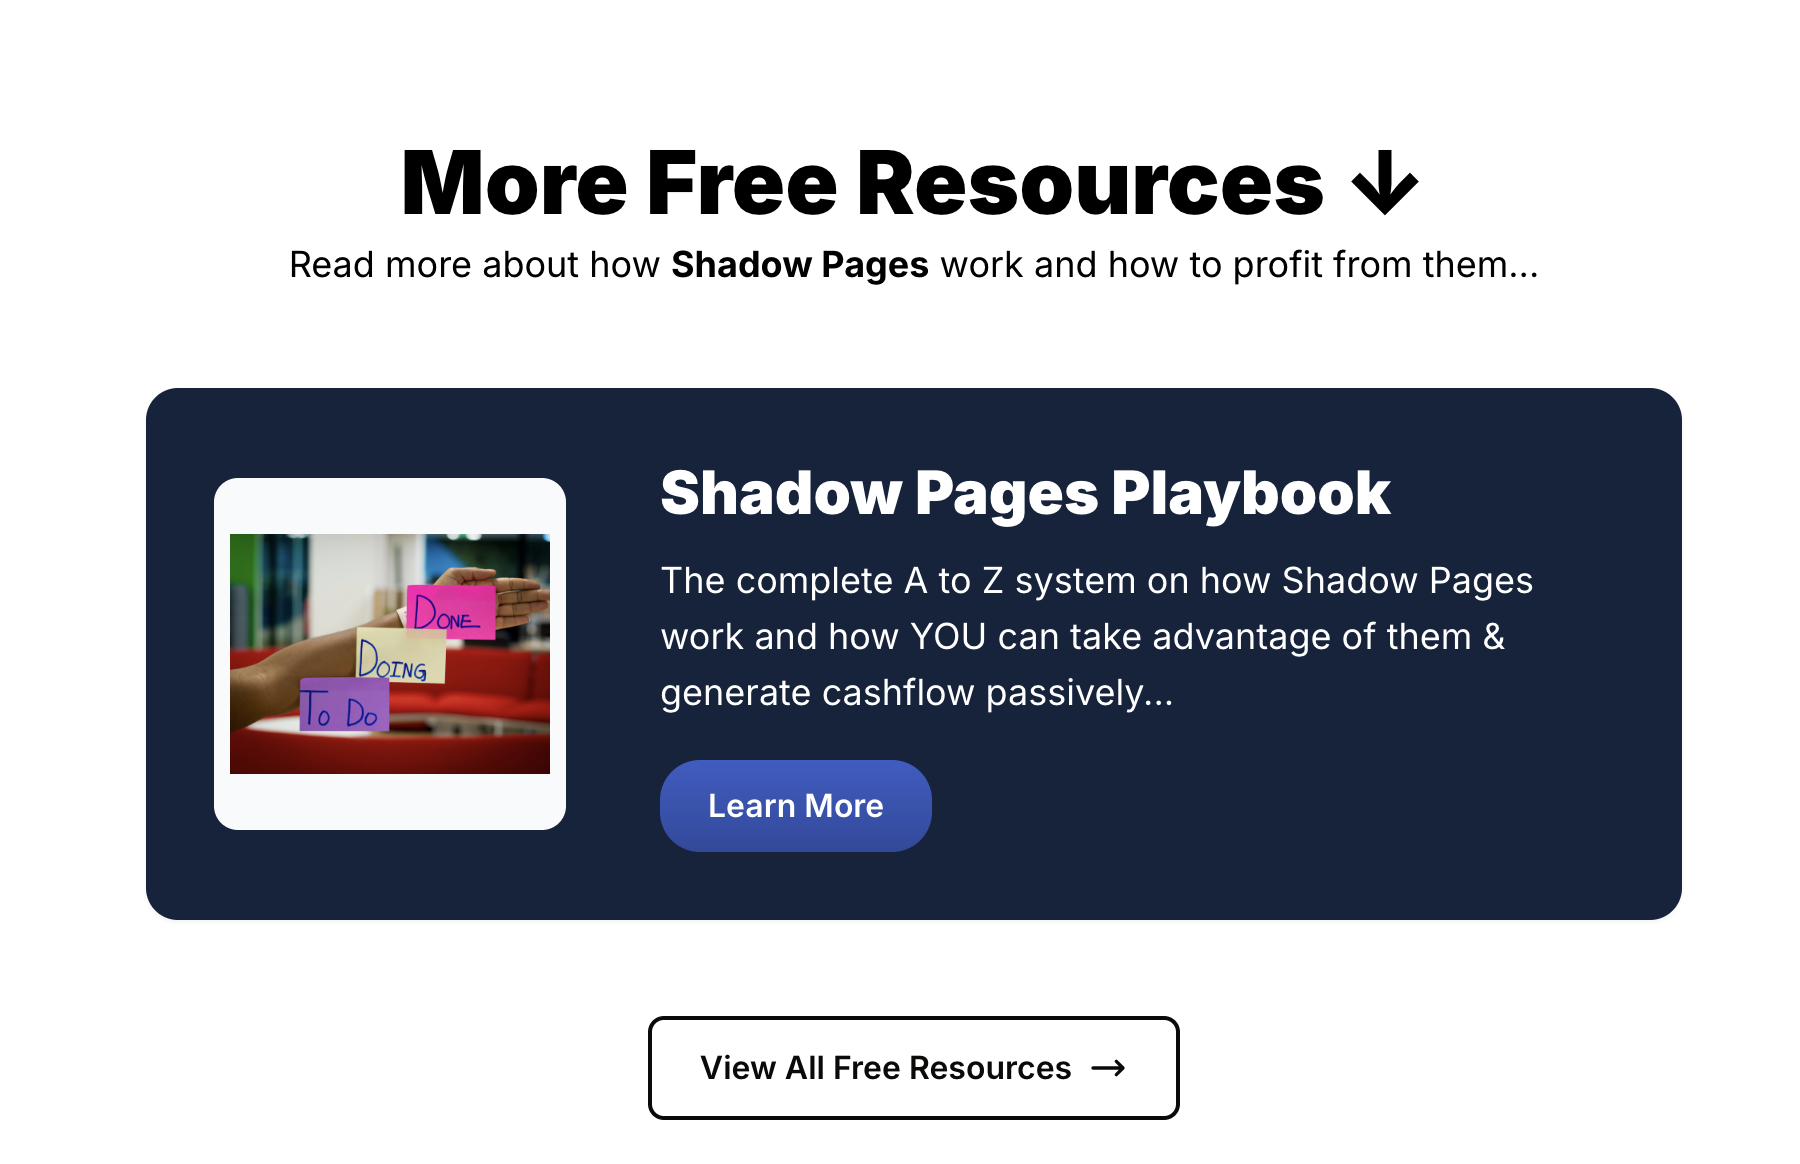 More Free Resources ↓
Read more about how Shadow Pages work and how to profit from them...
Shadow Pages Playbook
The complete A to Z system on how Shadow Pages
work and how YOU can take advantage of them &
generate cashflow passively...
DONE
DOING
To Do
Learn More
View All Free Resources →